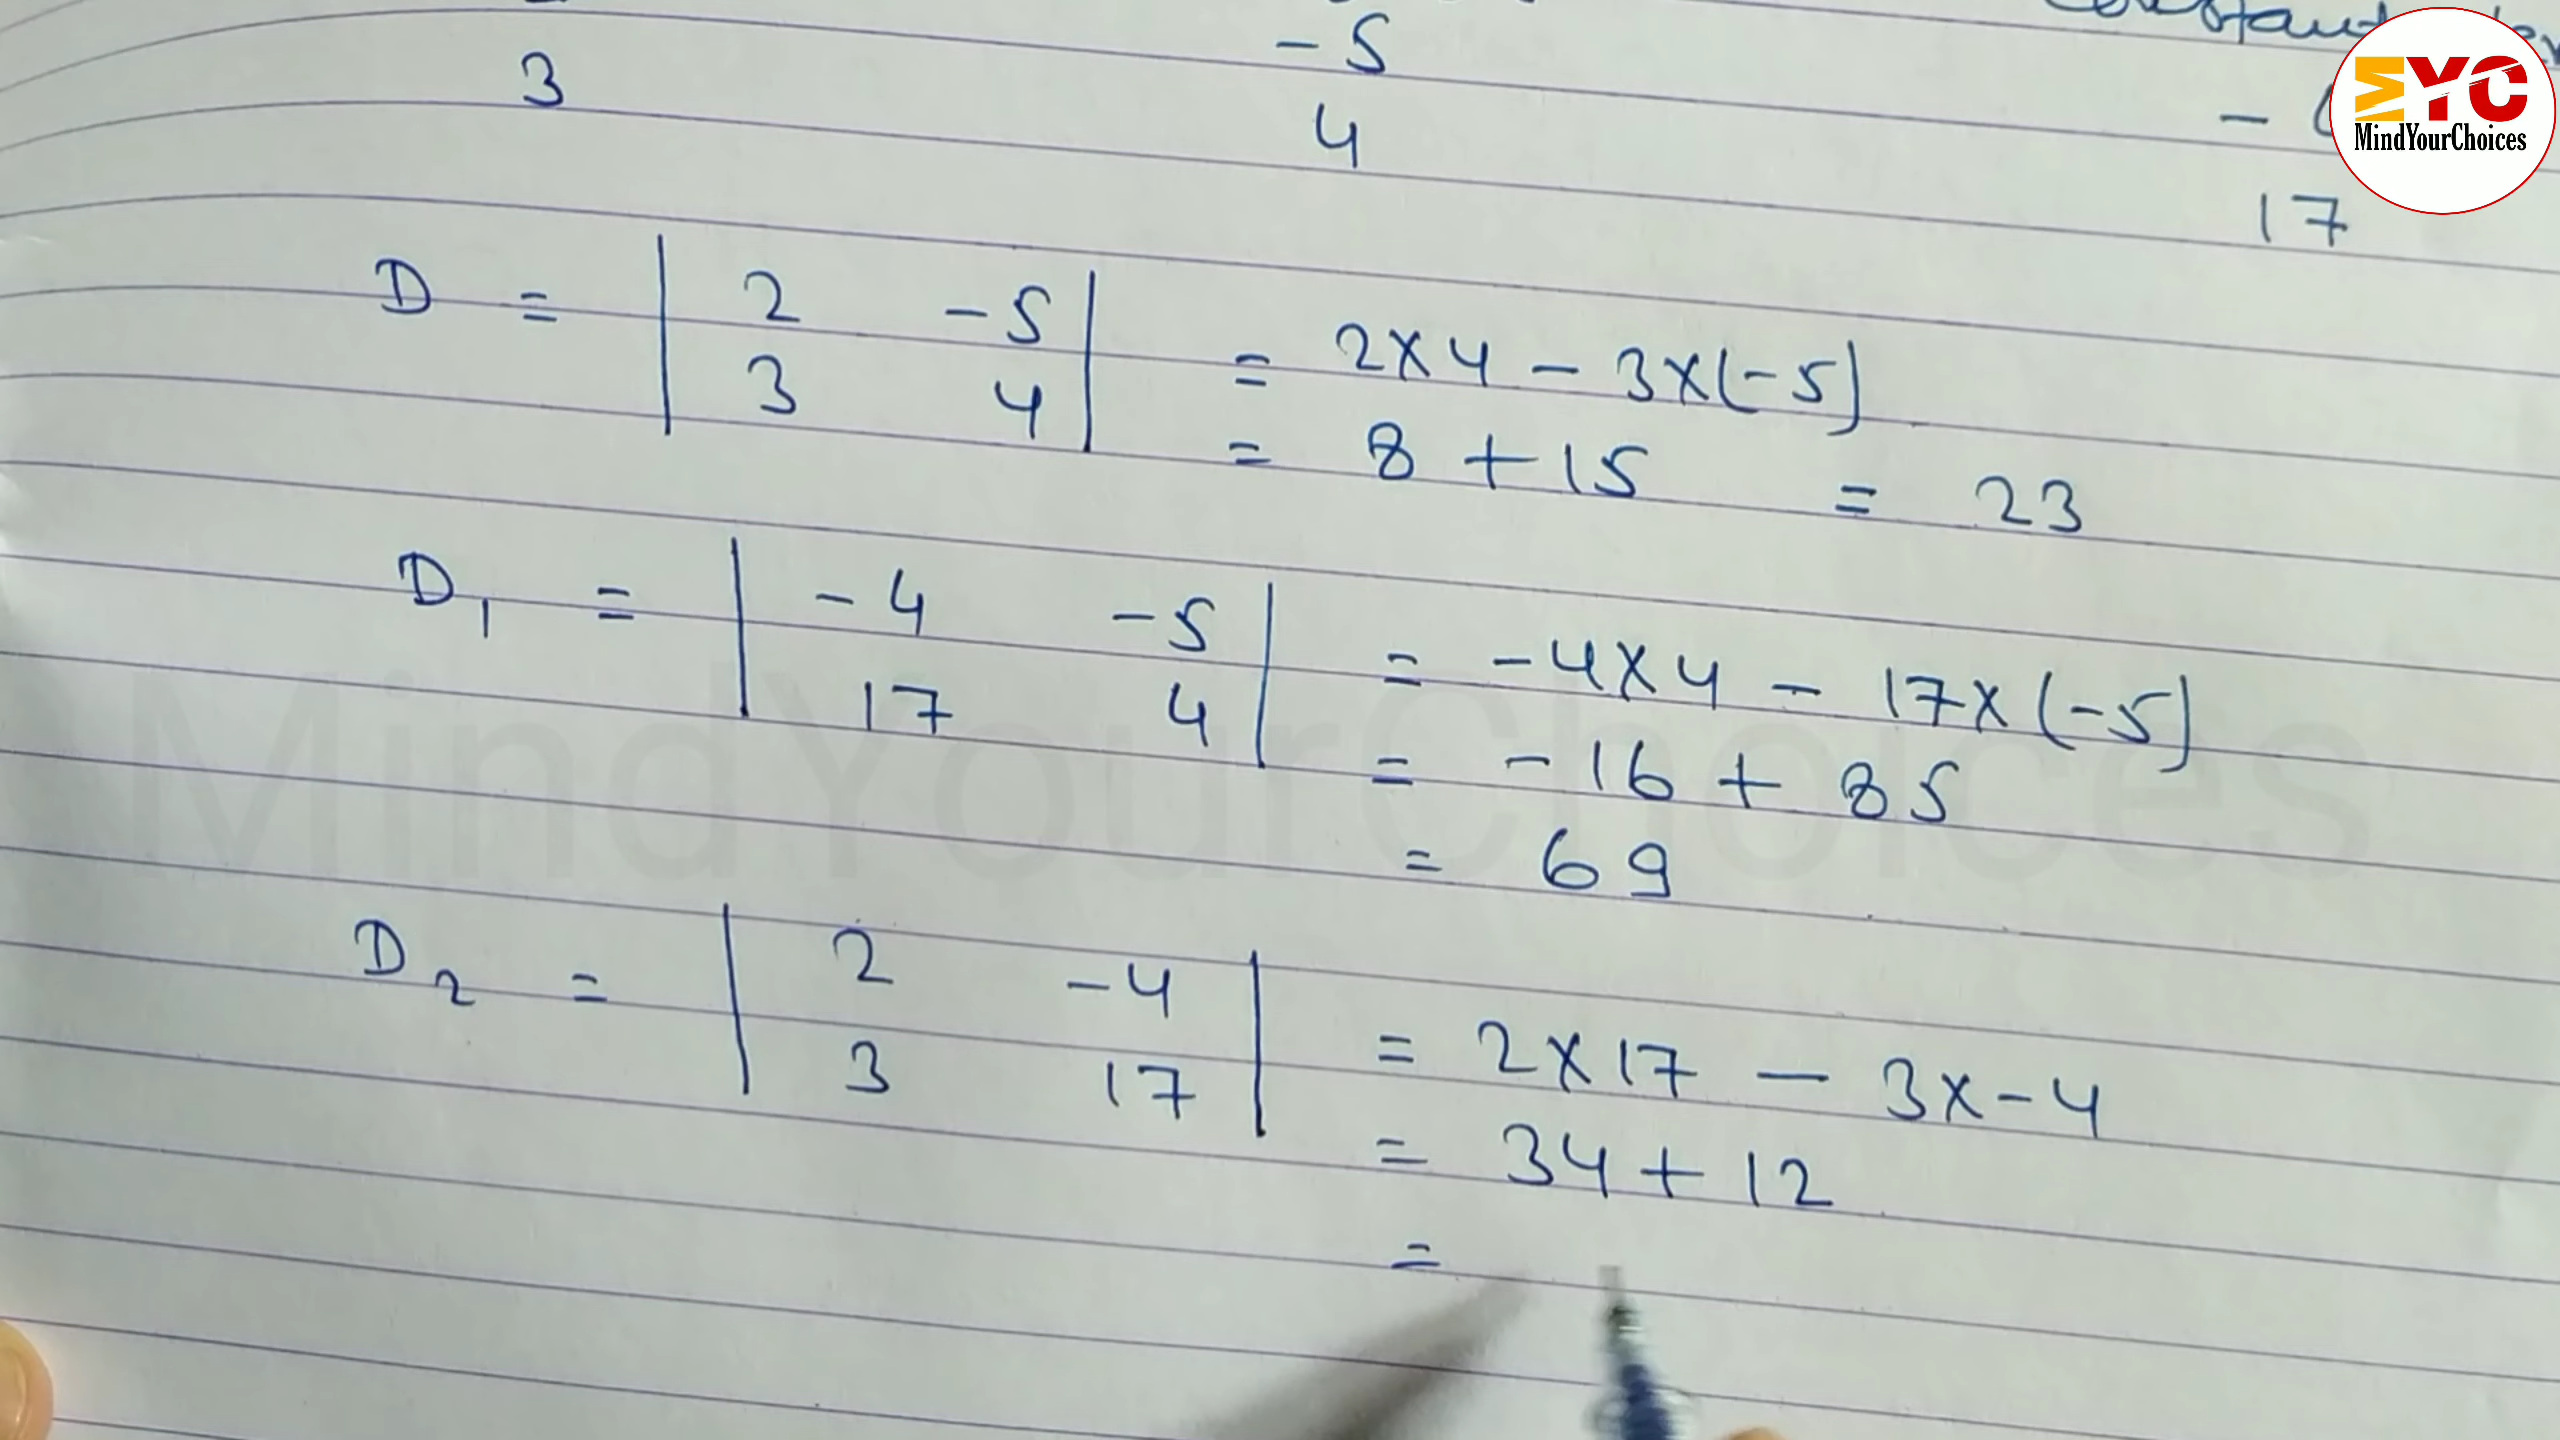 MYC
MindYourChoices
-5
3
4
17
D = | 2 -5 |
| 3 4 | = 2×4 - 3×(-5)
= 8 + 15 = 23
D₁ = | -4 -5 |
| 17 4 | = -4×4 - 17×(-5)
= -16 + 85
= 69
MindYourChoices
D₂ = | 2 -4 |
| 3 17 | = 2×17 - 3×-4
= 34 + 12
=